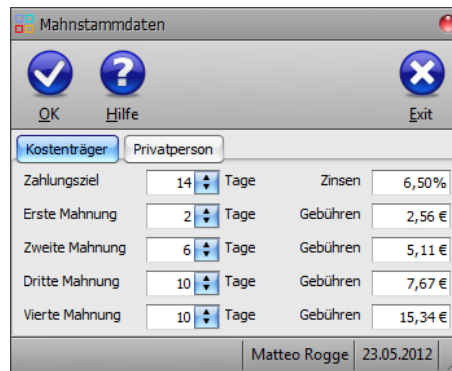 Mahnstammdaten
OK Hilfe Exit
Kostenträger Privatperson
Zahlungsziel 14 Tage Zinsen 6,50%
Erste Mahnung 2 Tage Gebühren 2,56 €
Zweite Mahnung 6 Tage Gebühren 5,11 €
Dritte Mahnung 10 Tage Gebühren 7,67 €
Vierte Mahnung 10 Tage Gebühren 15,34 €
Matteo Rogge 23.05.2012